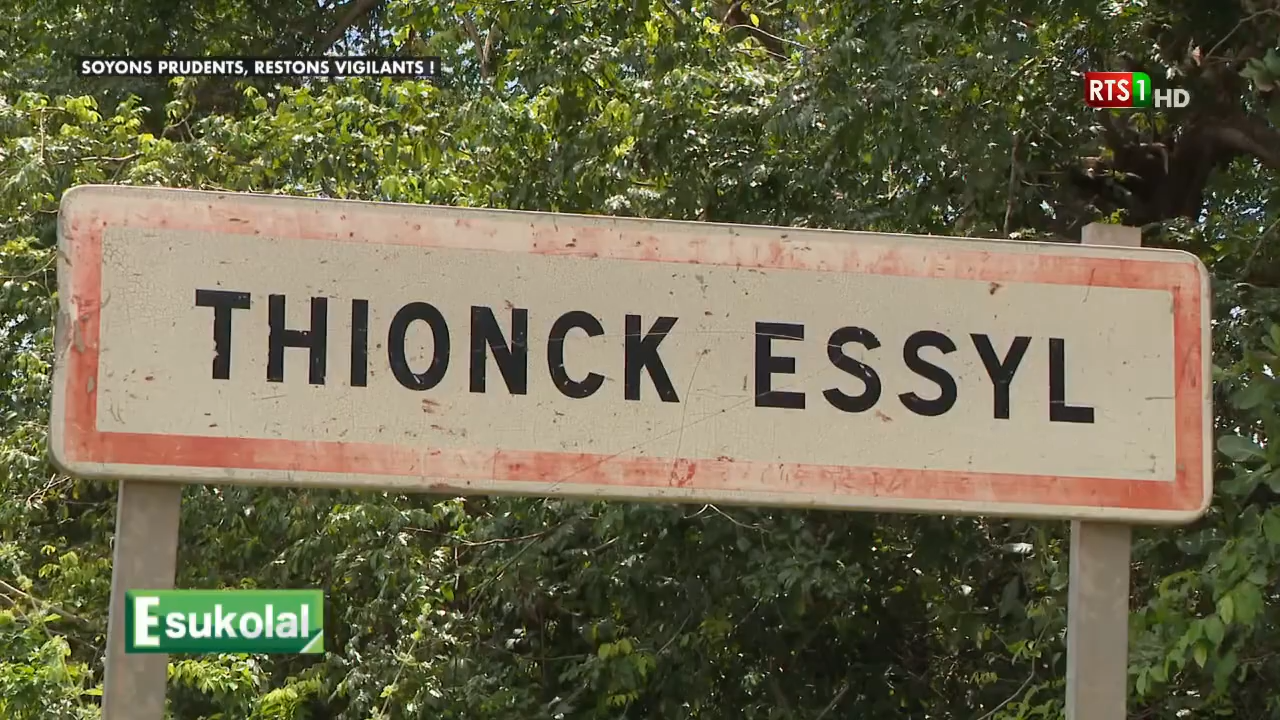 SOYONS PRUDENTS, RESTONS VIGILANTS !
RTS1 HD
THIONCK ESSYL
Esukolal